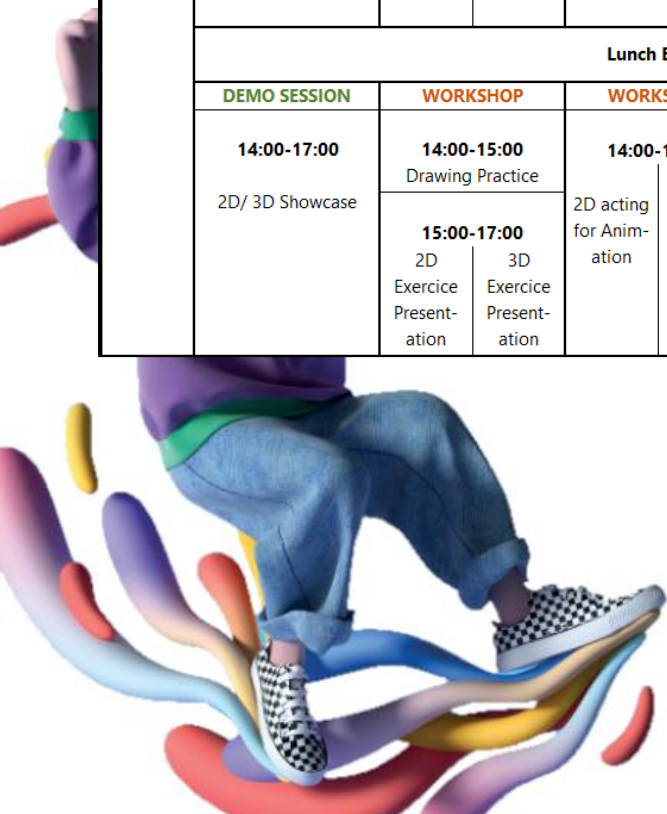 Lunch
DEMO SESSION
WORKSHOP
14:00-17:00
14:00-15:00
2D/ 3D Showcase
Drawing Practice
15:00-17:00
2D
Exercice
Present-
ation
3D
Exercice
Present-
ation
2D acting
for Anim-
ation